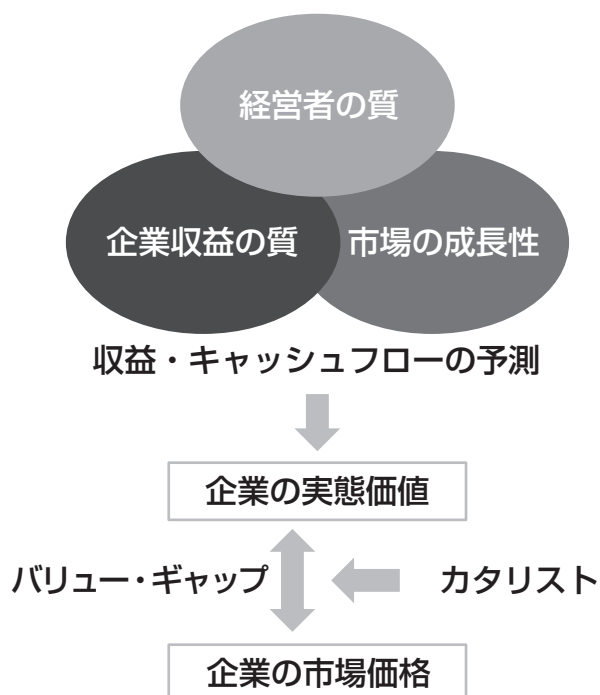 経営者の質
企業収益の質 市場の成長性
収益・キャッシュフローの予測
企業の実態価値
バリュー・ギャップ カタリスト
企業の市場価格